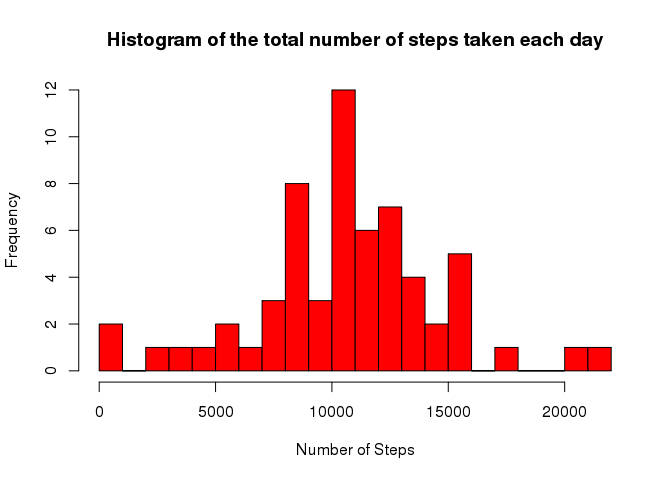 Histogram of the total number of steps taken each day
Frequency
12
10
8
6
4
2
0
0 5000 10000 15000 20000
Number of Steps